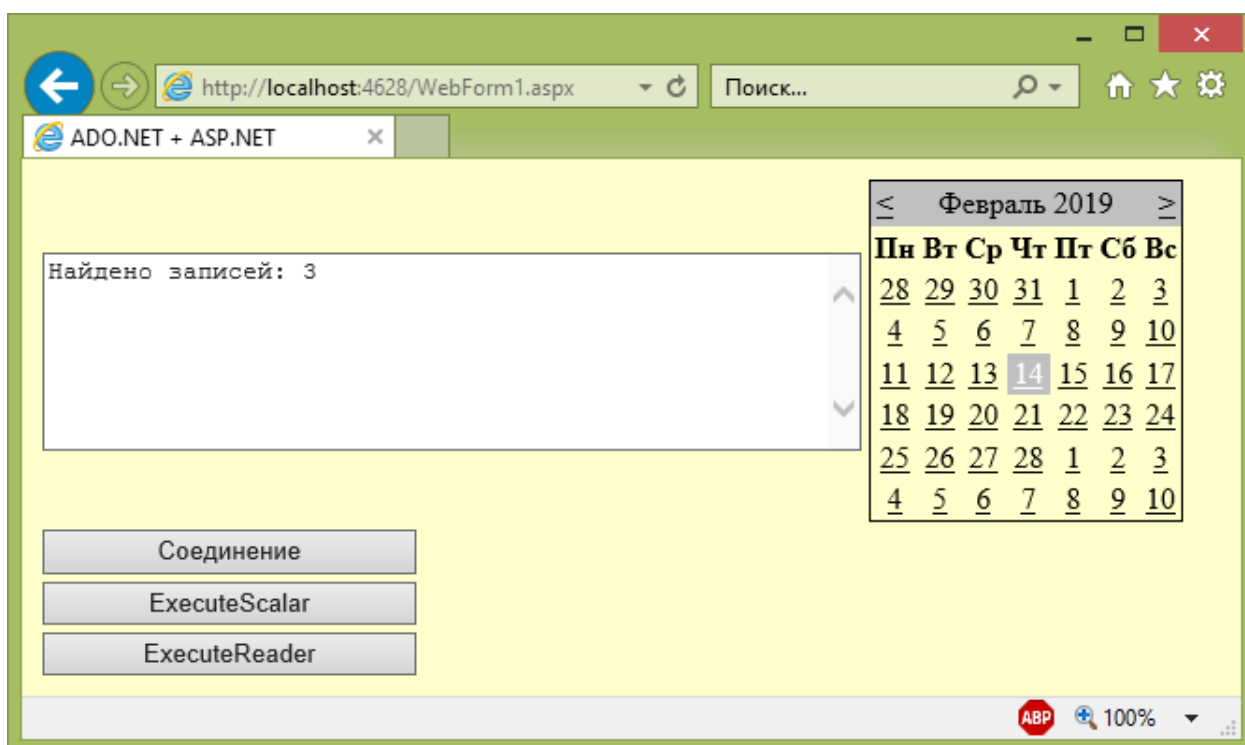 http://localhost:4628/WebForm1.aspx
Поиск...
ADO.NET + ASP.NET
Найдено записей: 3
< Февраль 2019 >
Пн Вт Ср Чт Пт Сб Вс
28 29 30 31 1 2 3
4 5 6 7 8 9 10
11 12 13 14 15 16 17
18 19 20 21 22 23 24
25 26 27 28 1 2 3
4 5 6 7 8 9 10
Соединение
ExecuteScalar
ExecuteReader
ABP
100%